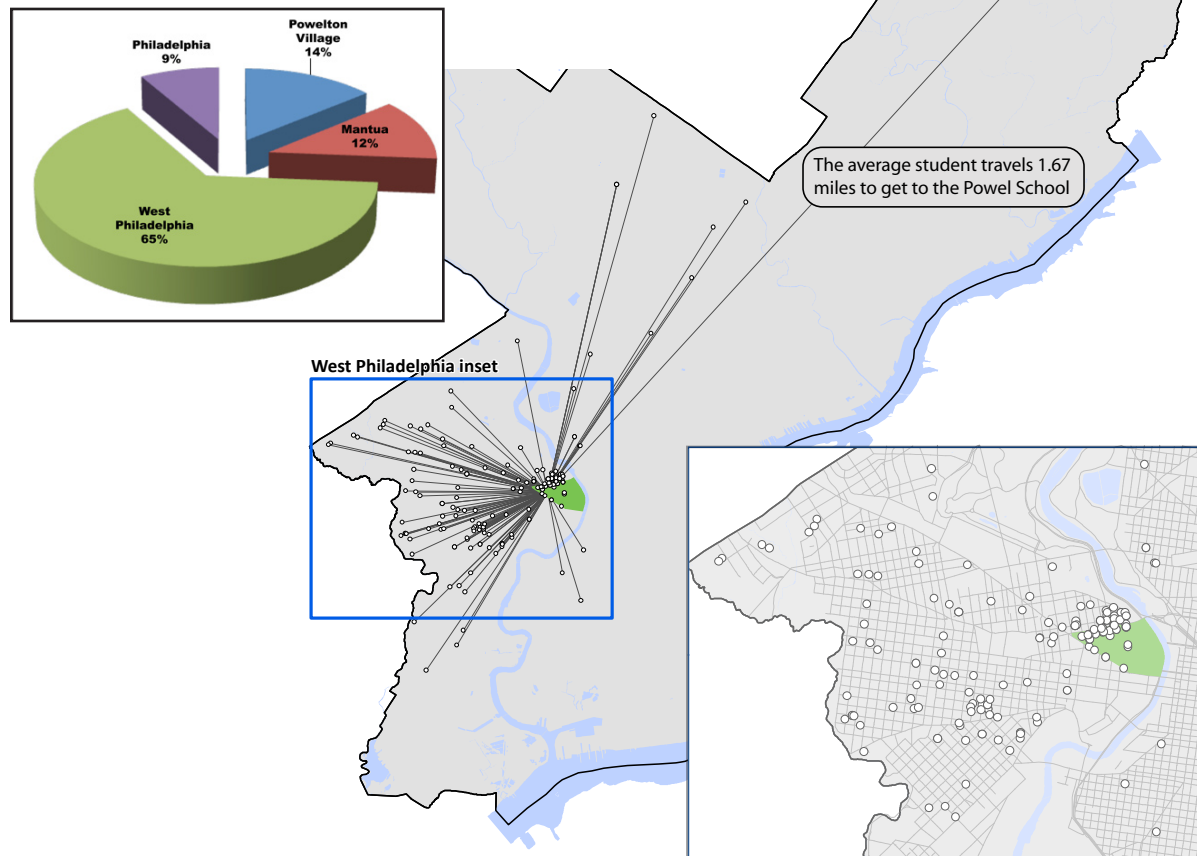 Powelton
Village
14%
Philadelphia
9%
Mantua
12%
West
Philadelphia
65%
The average student travels 1.67
miles to get to the Powel School
West Philadelphia inset